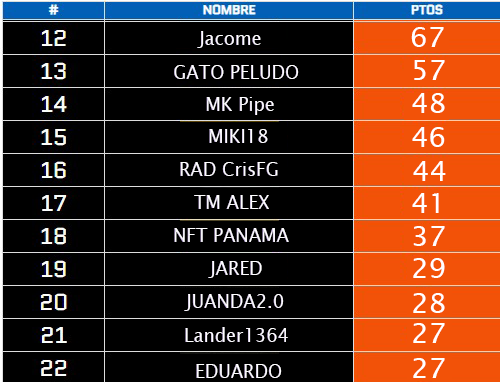 # NOMBRE PTOS
12 Jacome 67
13 GATO PELUDO 57
14 MK Pipe 48
15 MIKI18 46
16 RAD CrisFG 44
17 TM ALEX 41
18 NFT PANAMA 37
19 JARED 29
20 JUANDA2.0 28
21 Lander1364 27
22 EDUARDO 27